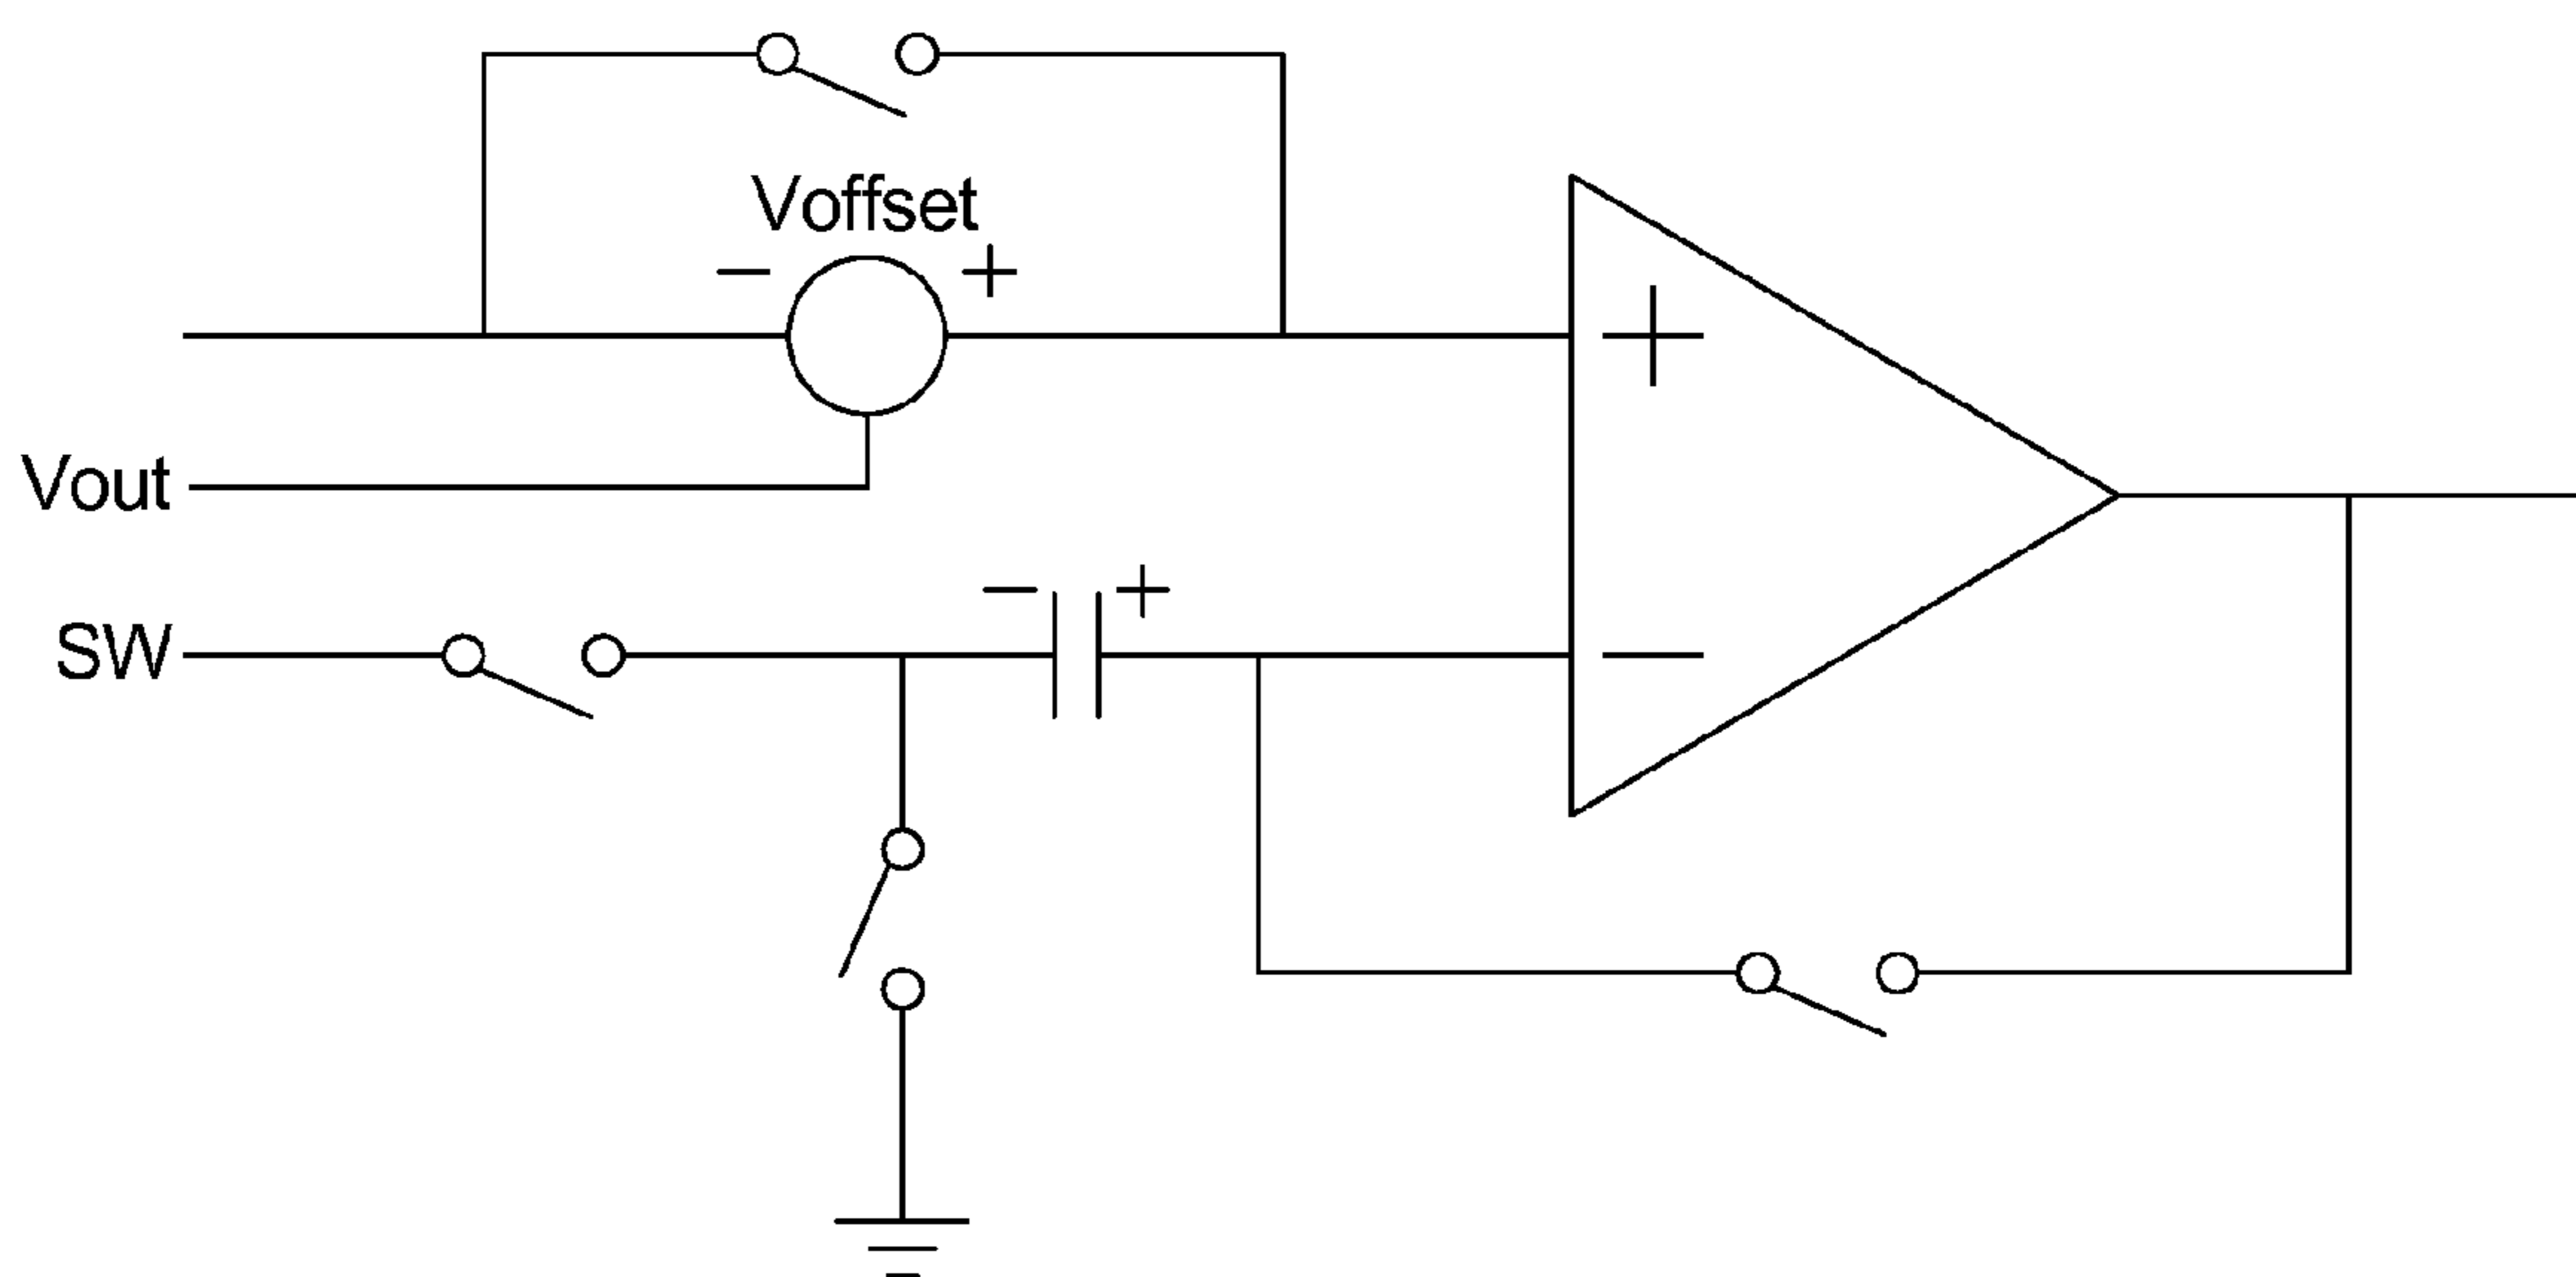 Voffset
− +
+
Vout
− +
SW
−